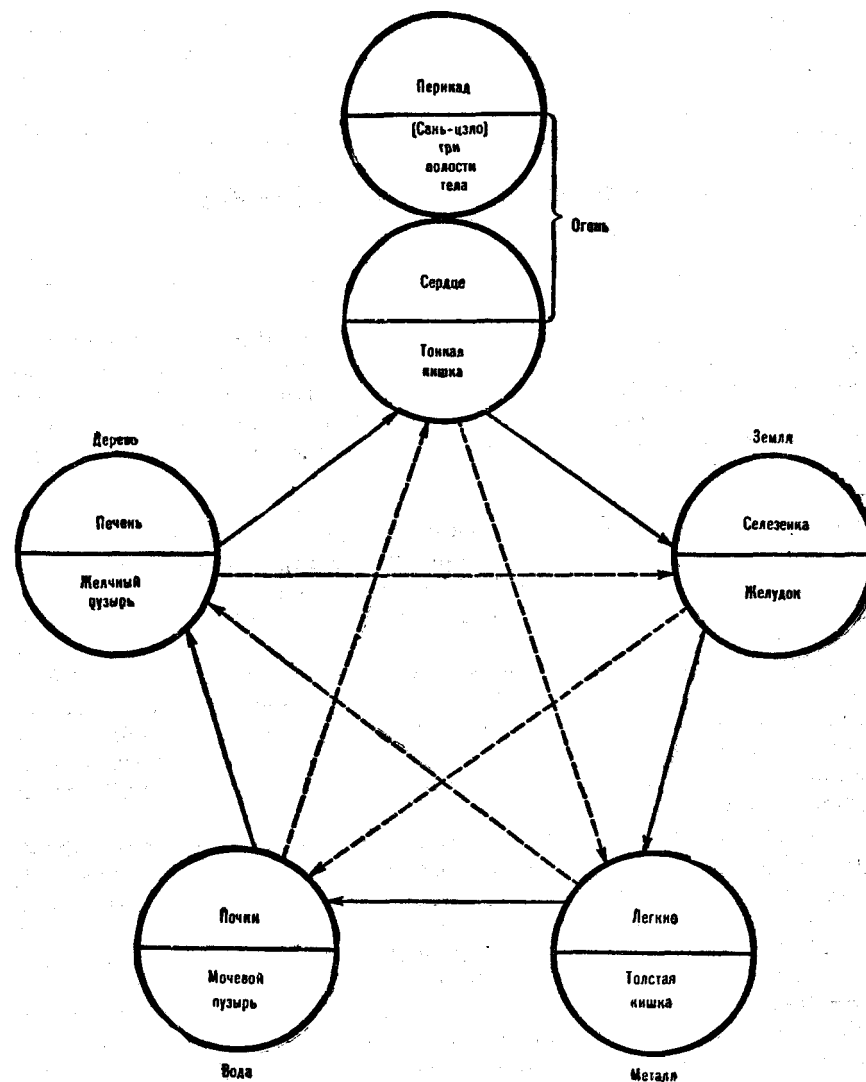 Перикад
(Сань-цзяо)
три
полости
тела
Огень
Сердце
Тонкая
кишка
Дерево
Земля
Печень
Желчный
пузырь
Селезенка
Желудок
Почки
Мочевой
пузырь
Легкие
Толстая
кишка
Вода
Металл